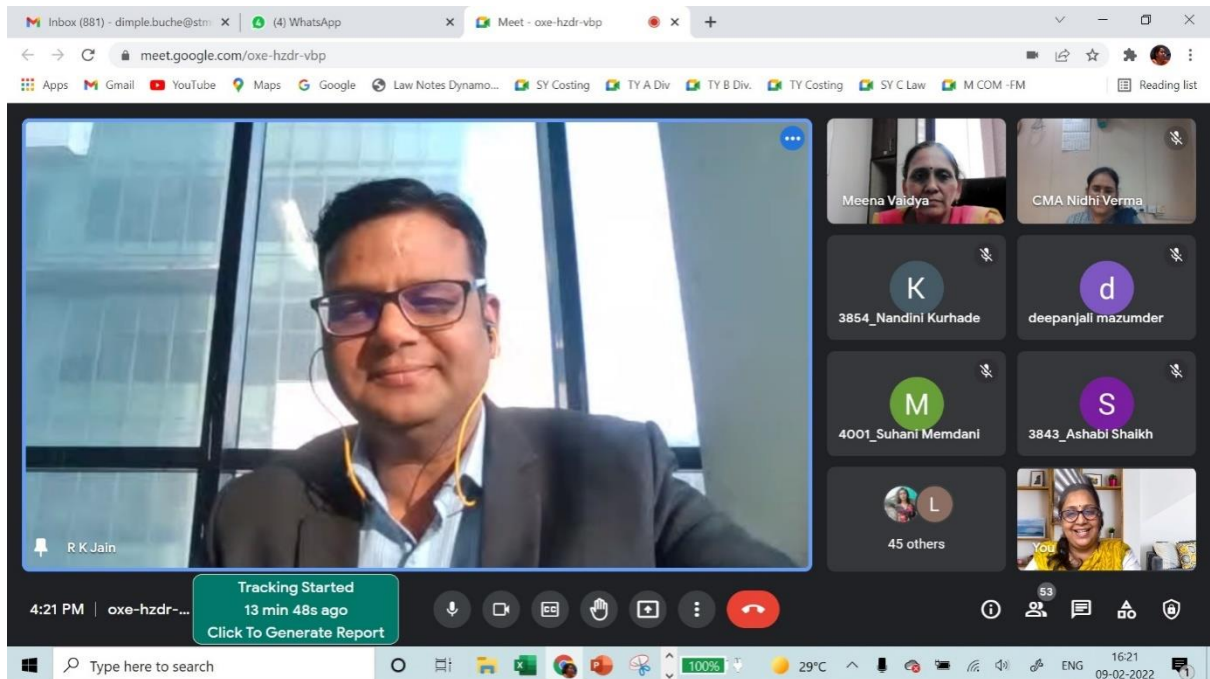 Inbox (881) - dimple.buche@stm
(4) WhatsApp
Meet - oxe-hzdr-vbp
meet.google.com/oxe-hzdr-vbp
Apps Gmail YouTube Maps Google Law Notes Dynamo... SY Costing TY A Div TY B Div. TY Costing SY C Law M COM -FM Reading list
Meena Vaidya
CMA Nidhi Verma
K
3854_Nandini Kurhade
d
deepanjali mazumder
M
4001_Suhani Memdani
S
3843_Ashabi Shaikh
L
45 others
You
R K Jain
Tracking Started
13 min 48s ago
Click To Generate Report
4:21 PM | oxe-hzdr-...
53
Type here to search
100%
29°C
ENG
16:21
09-02-2022
1